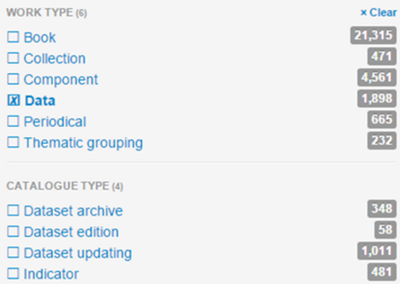 WORK TYPE (6) × Clear
☐ Book 21,315
☐ Collection 471
☐ Component 4,561
☒ Data 1,898
☐ Periodical 665
☐ Thematic grouping 232
CATALOGUE TYPE (4)
☐ Dataset archive 348
☐ Dataset edition 58
☐ Dataset updating 1,011
☐ Indicator 481